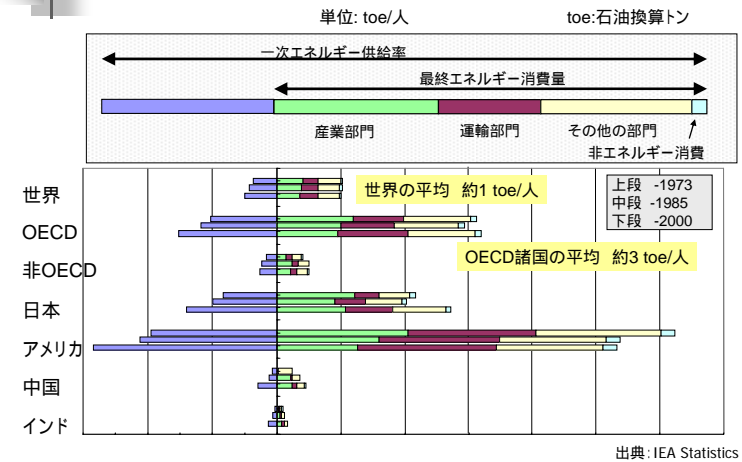 単位: toe/人 toe:石油換算トン
一次エネルギー供給率
最終エネルギー消費量
産業部門 運輸部門 その他の部門
非エネルギー消費
世界
世界の平均 約1 toe/人
上段 -1973
中段 -1985
下段 -2000
OECD
OECD諸国の平均 約3 toe/人
非OECD
日本
アメリカ
中国
インド
出典:IEA Statistics